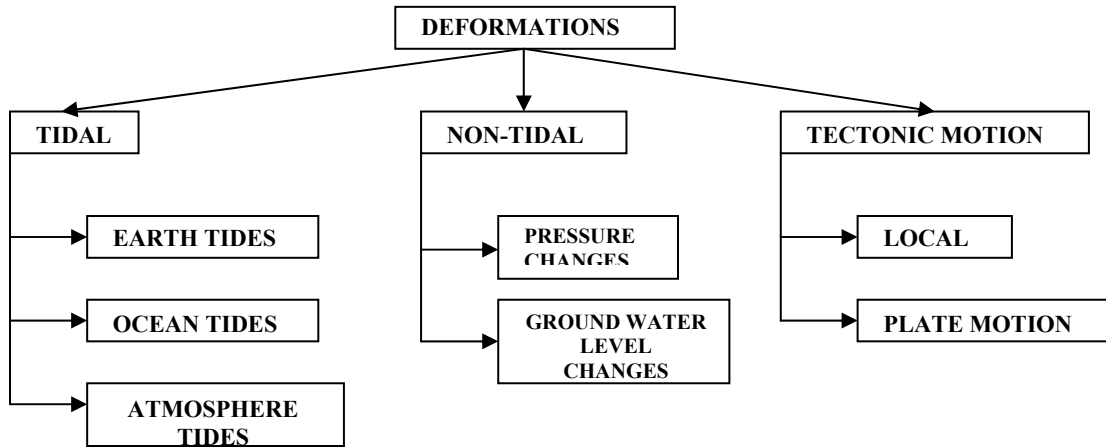 DEFORMATIONS
TIDAL
NON-TIDAL
TECTONIC MOTION
EARTH TIDES
OCEAN TIDES
ATMOSPHERE
TIDES
PRESSURE
CHANGES
GROUND WATER
LEVEL
CHANGES
LOCAL
PLATE MOTION